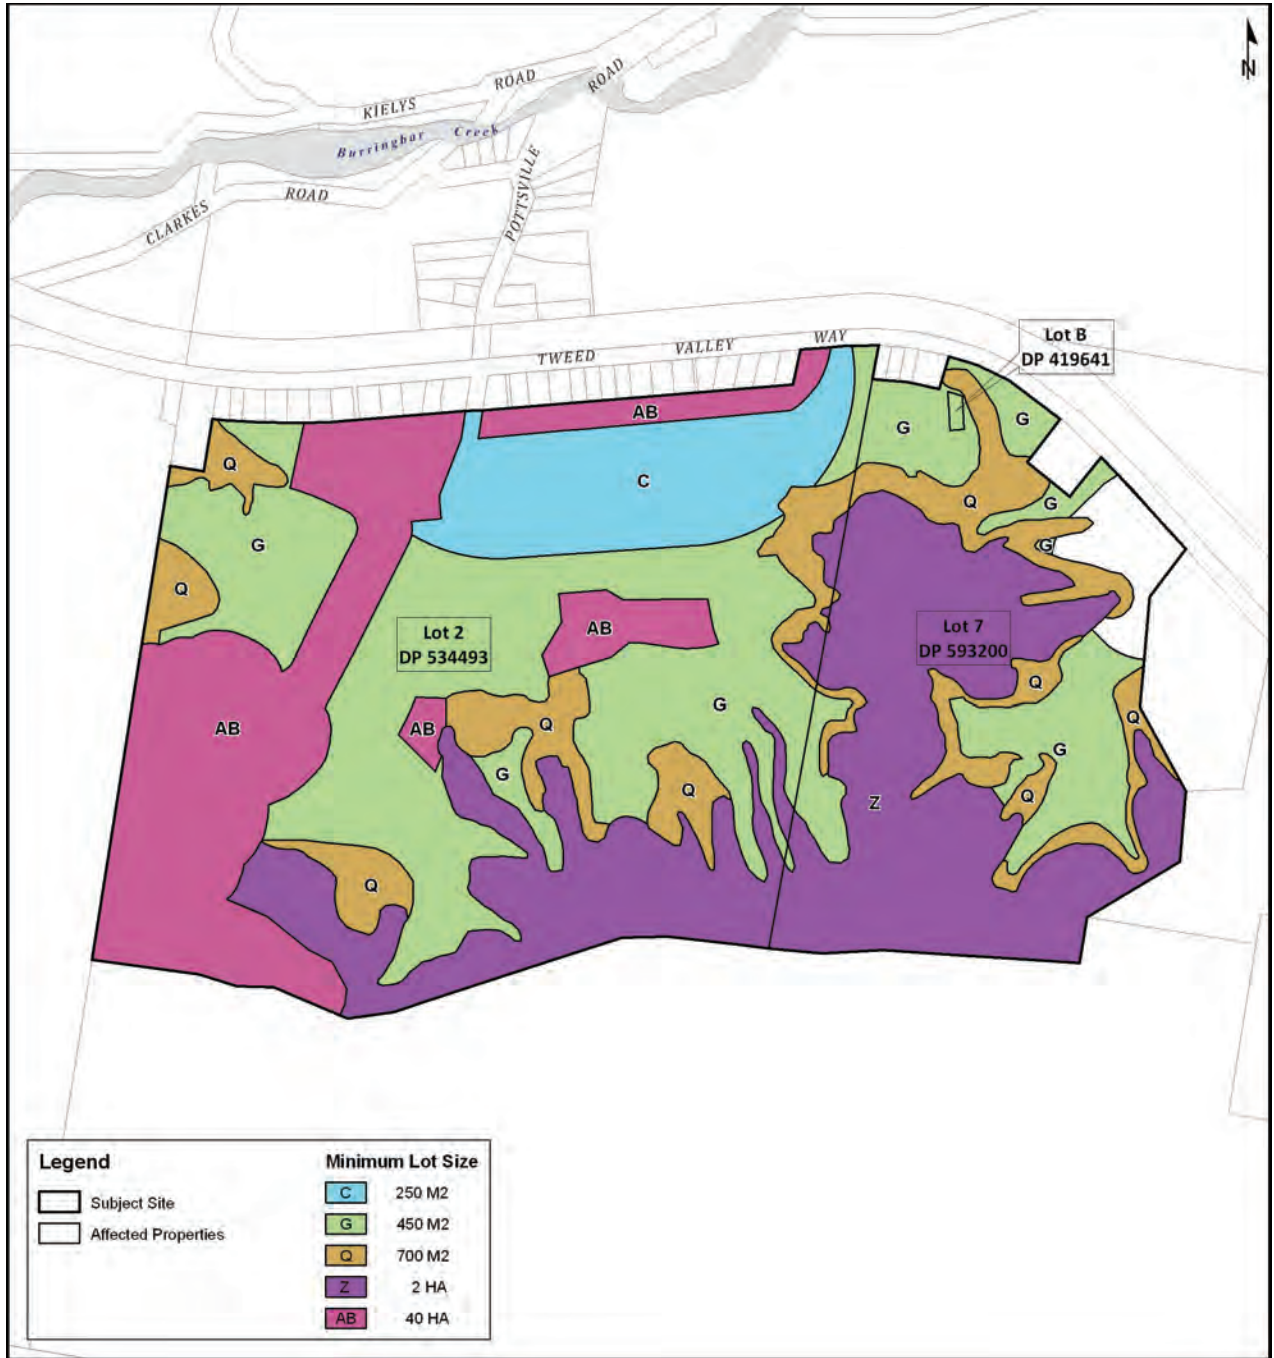 N
KIELYS
ROAD
ROAD
Burringbar
Creek
CLARKES
ROAD
POTTSVILLE
TWEED
VALLEY
WAY
Lot B
DP 419641
AB
G
G
Q
C
Q
G
G
G
Q
Lot 2
DP 534493
AB
Lot 7
DP 593200
Q
AB
AB
Q
G
Q
G
G
Q
Q
Z
Q
Legend
Subject Site
Affected Properties
Minimum Lot Size
C 250 M2
G 450 M2
Q 700 M2
Z 2 HA
AB 40 HA